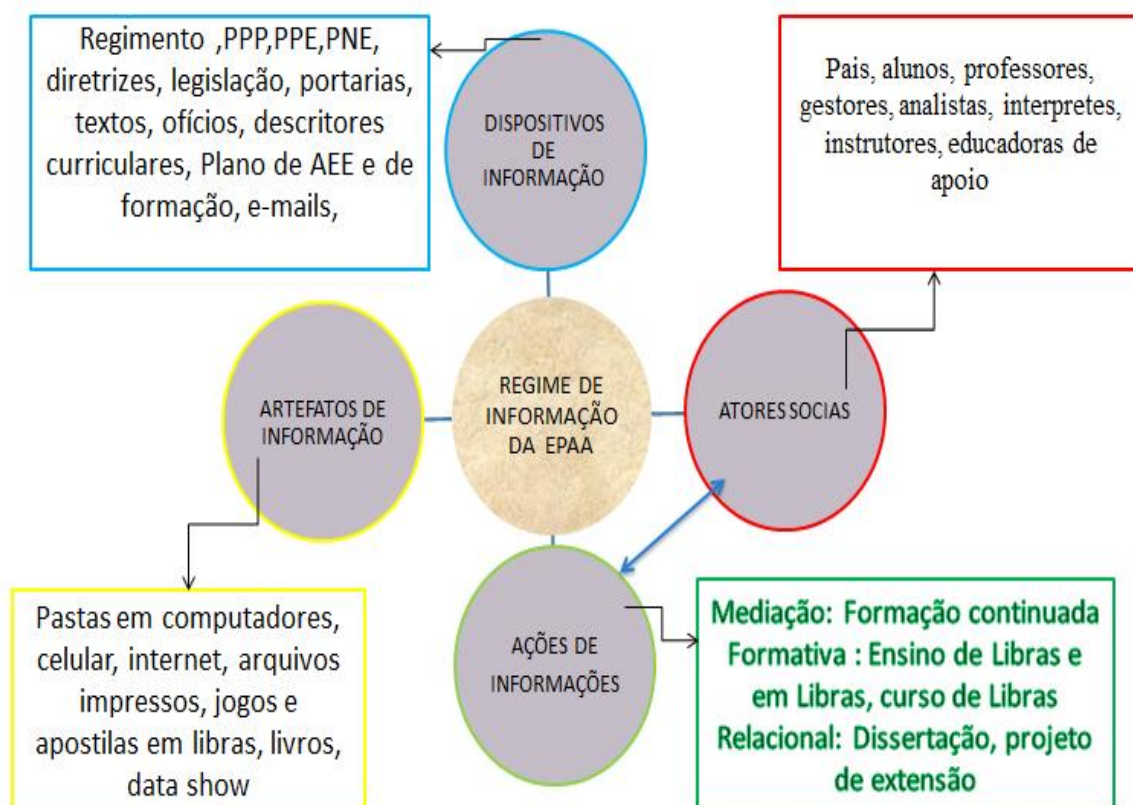 Regimento ,PPP,PPE,PNE,
diretrizes, legislação, portarias,
textos, ofícios, descritores
curriculares, Plano de AEE e de
formação, e-mails,
DISPOSITIVOS
DE
INFORMAÇÃO
Pais, alunos, professores,
gestores, analistas, interpretes,
instrutores, educadoras de
apoio
ARTEFATOS DE
INFORMAÇÃO
REGIME DE
INFORMAÇÃO
DA EPAA
ATORES SOCIAS
Pastas em computadores,
celular, internet, arquivos
impressos, jogos e
apostilas em libras, livros,
data show
AÇÕES DE
INFORMAÇÕES
Mediação: Formação continuada
Formativa : Ensino de Libras e
em Libras, curso de Libras
Relacional: Dissertação, projeto
de extensão